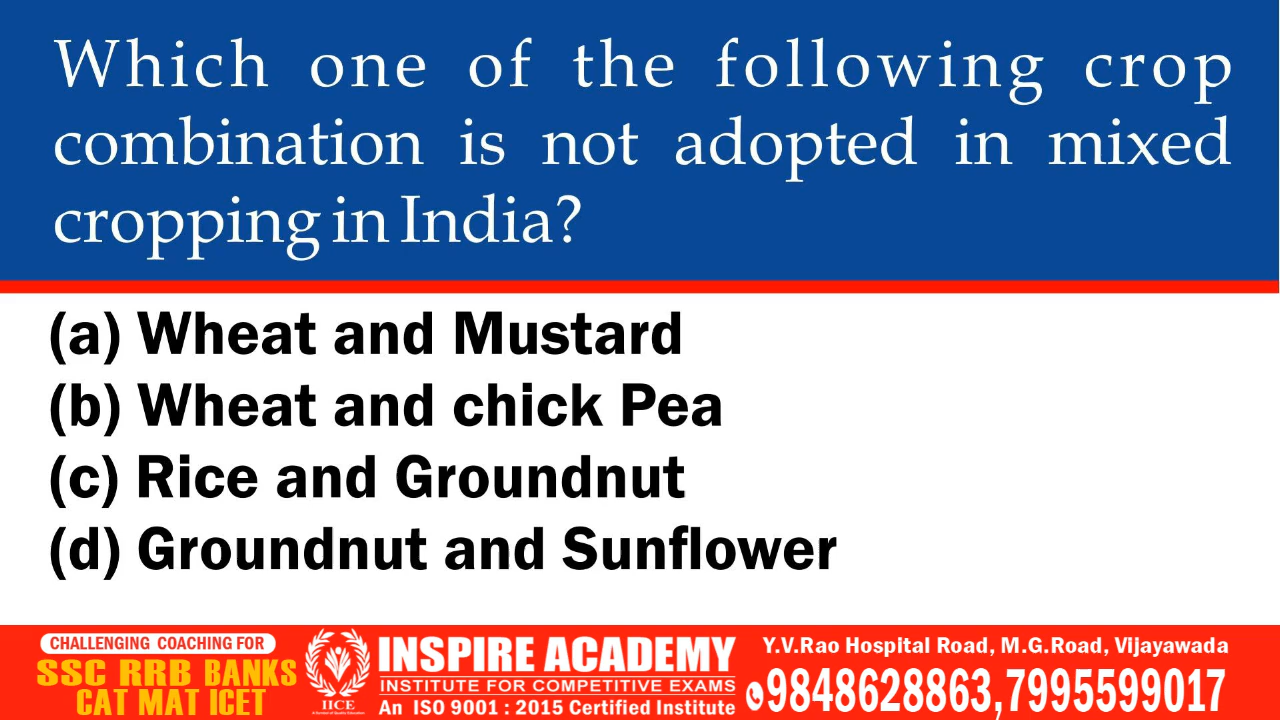 Which one of the following crop
combination is not adopted in mixed
cropping in India?
(a) Wheat and Mustard
(b) Wheat and chick Pea
(c) Rice and Groundnut
(d) Groundnut and Sunflower
CHALLENGING COACHING FOR
SSC RRB BANKS
CAT MAT ICET
IICE
INSPIRE ACADEMY
INSTITUTE FOR COMPETITIVE EXAMS
An ISO 9001 : 2015 Certified Institute
Y.V.Rao Hospital Road, M.G.Road, Vijayawada
9848628863,7995599017